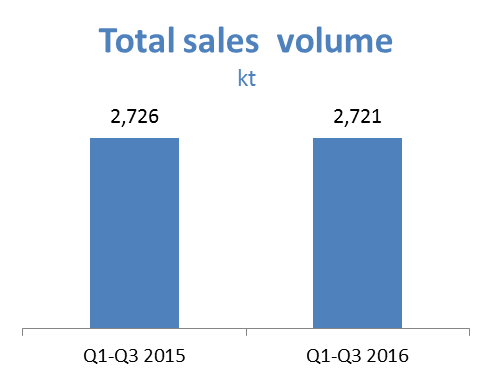 Total sales volume
kt
2,726 2,721
Q1-Q3 2015 Q1-Q3 2016